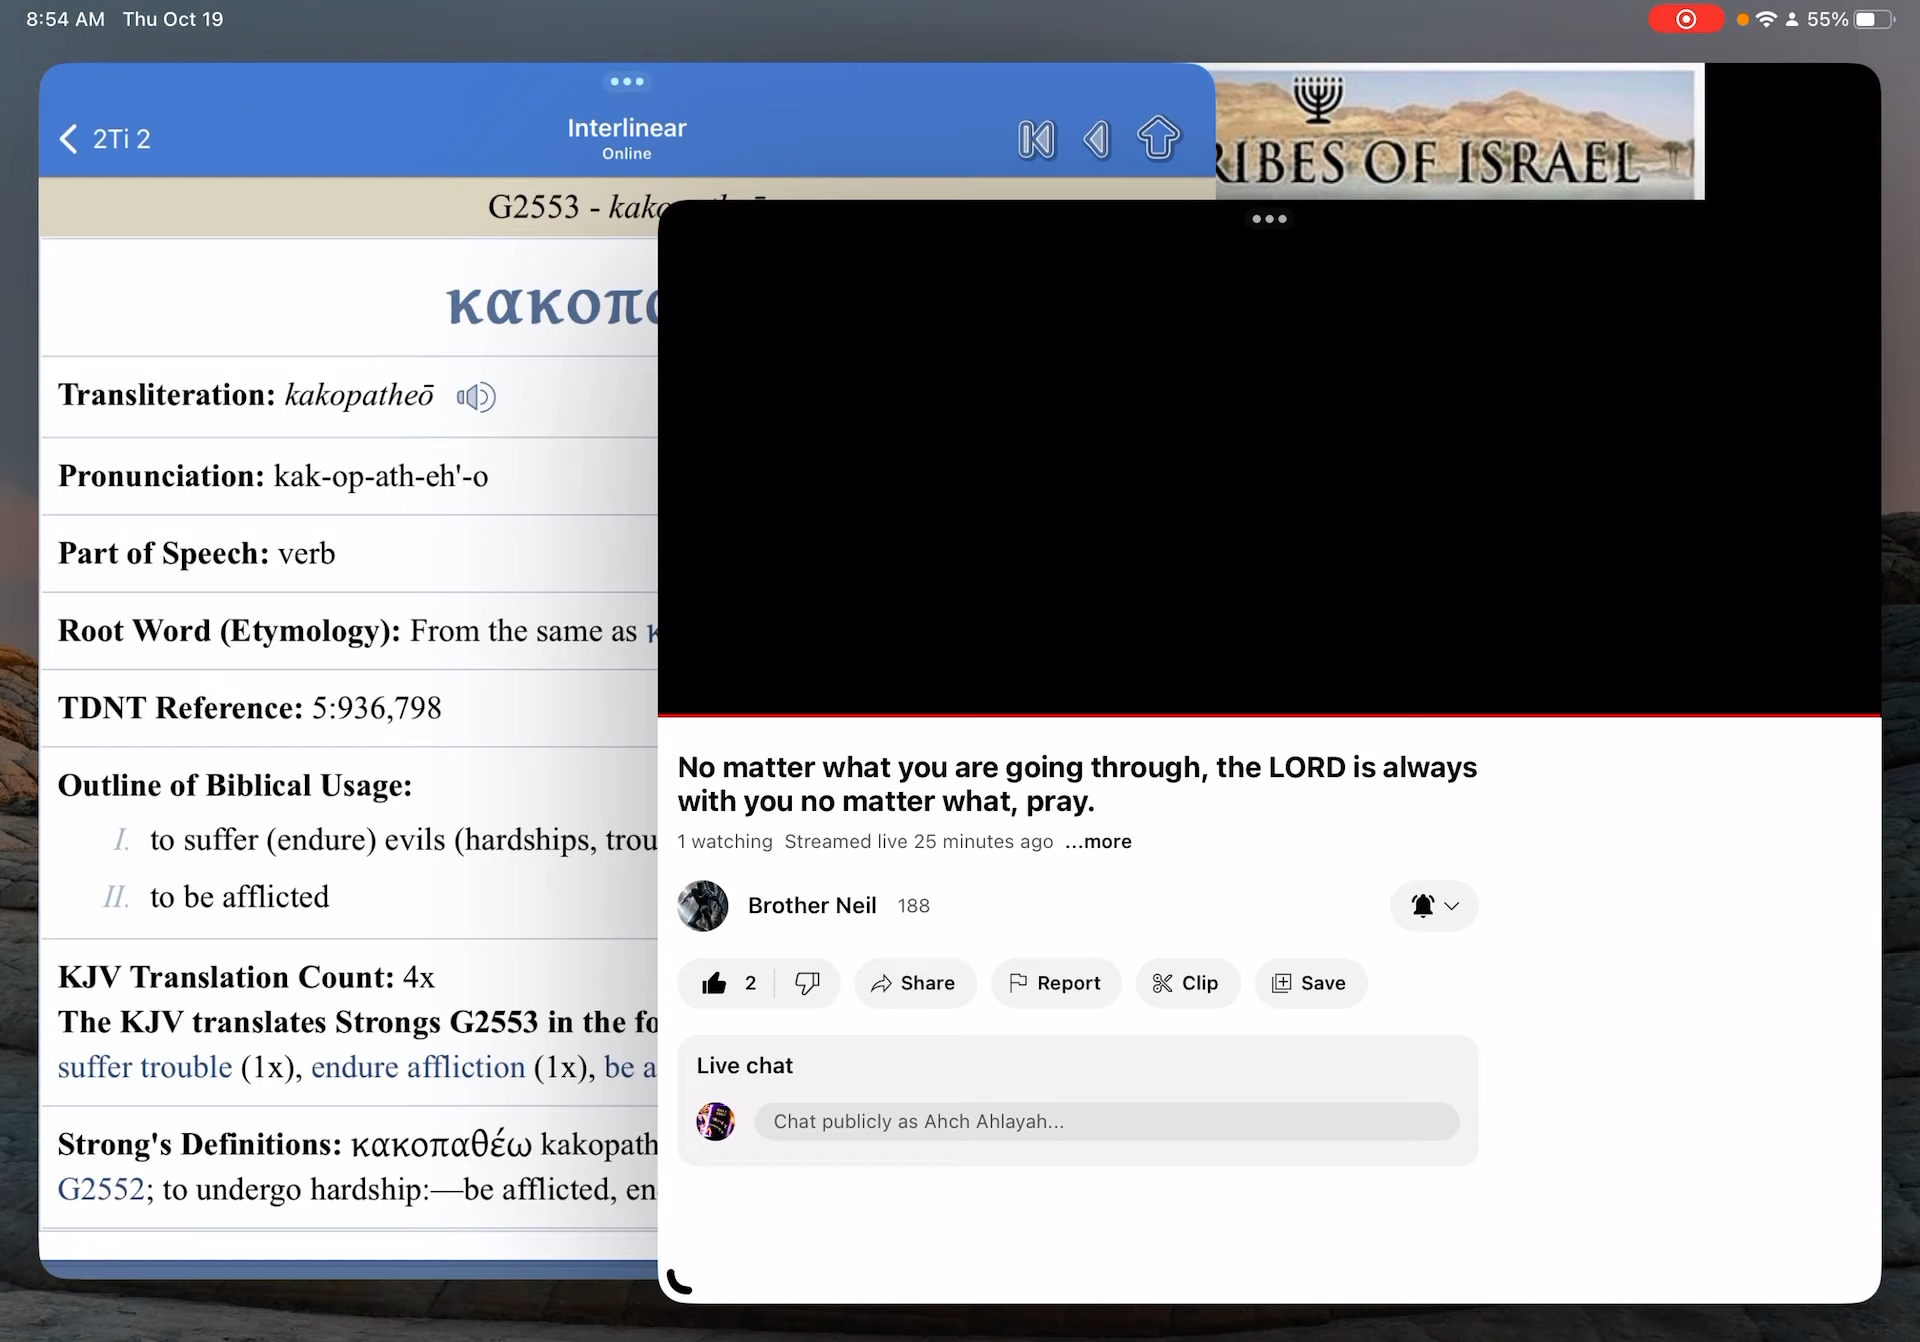 8:54 AM Thu Oct 19
55%
2Ti 2
Interlinear
Online
RIBES OF ISRAEL
G2553 -
κακοπ
Transliteration: kakopatheō
Pronunciation: kak-op-ath-eh'-o
Part of Speech: verb
Root Word (Etymology): From the same as
TDNT Reference: 5:936,798
Outline of Biblical Usage:
I. to suffer (endure) evils (hardships, trou
II. to be afflicted
KJV Translation Count: 4x
The KJV translates Strongs G2553 in the fo
suffer trouble (1x), endure affliction (1x), be a
Strong's Definitions: κακοπαθέω kakopath
G2552; to undergo hardship:—be afflicted, en
No matter what you are going through, the LORD is always
with you no matter what, pray.
1 watching Streamed live 25 minutes ago ...more
Brother Neil 188
2 Share Report Clip Save
Live chat
Chat publicly as Ahch Ahlayah...